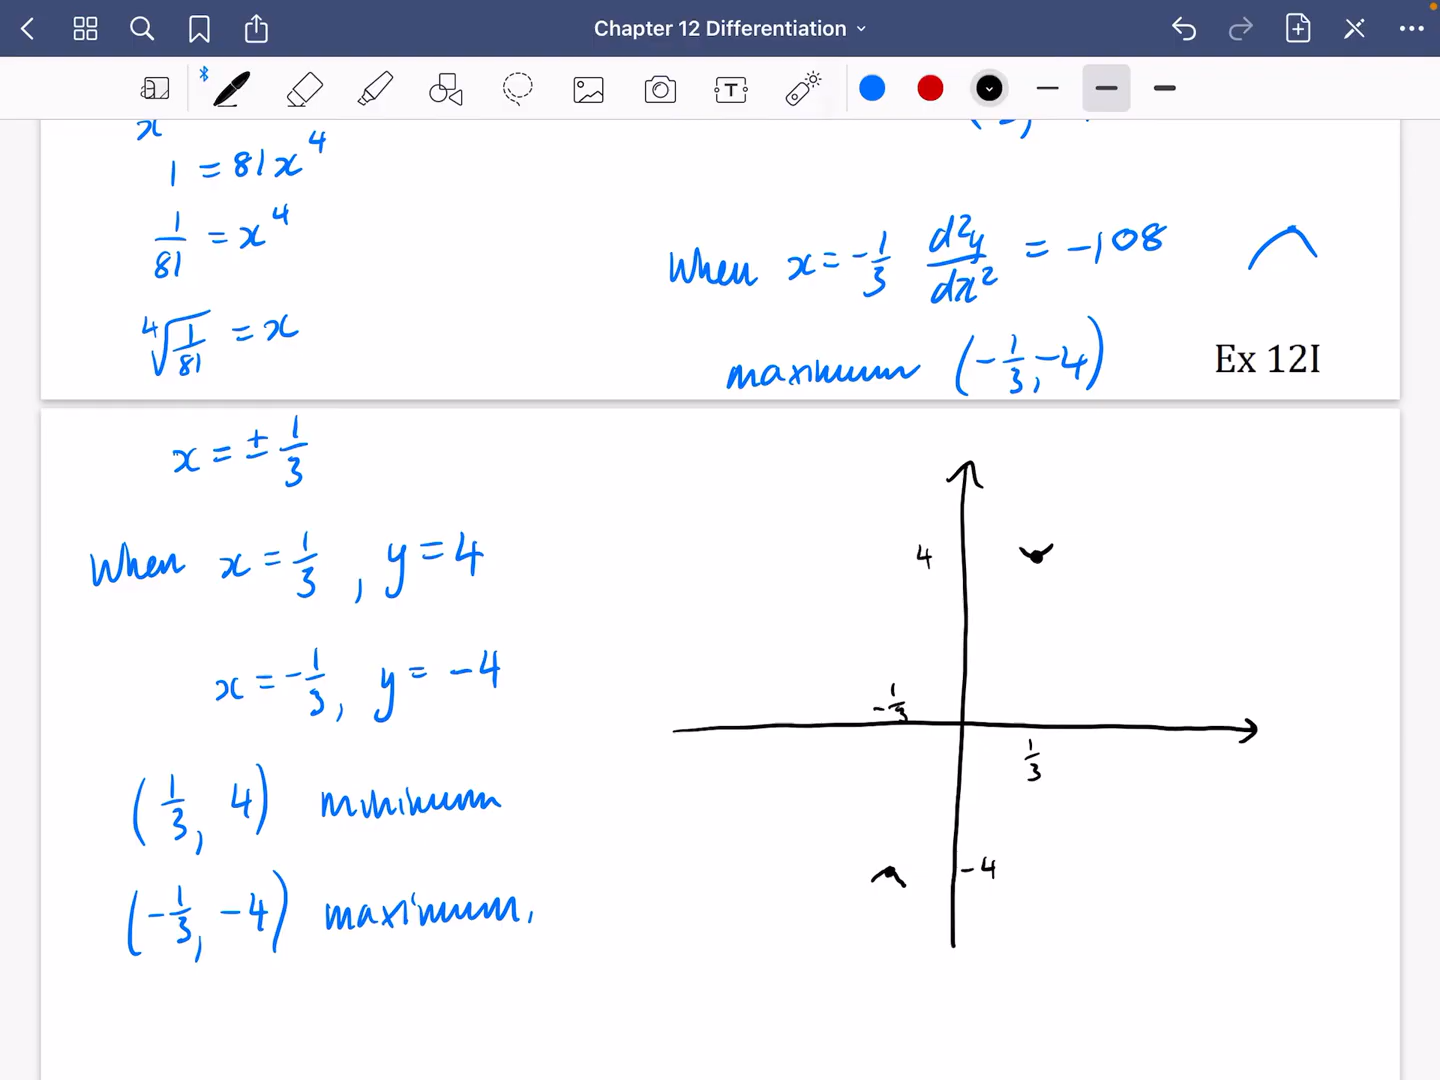 Chapter 12 Differentiation
T
x
1 = 81x⁴
1/81 = x⁴
⁴√(1/81) = x
When x = -1/3 d²y/dx² = -108
maximum (-1/3, -4)
Ex 12I
x = ± 1/3
When x = 1/3, y = 4
x = -1/3, y = -4
(1/3, 4) minimum
(-1/3, -4) maximum,
4
-1/3
1/3
-4